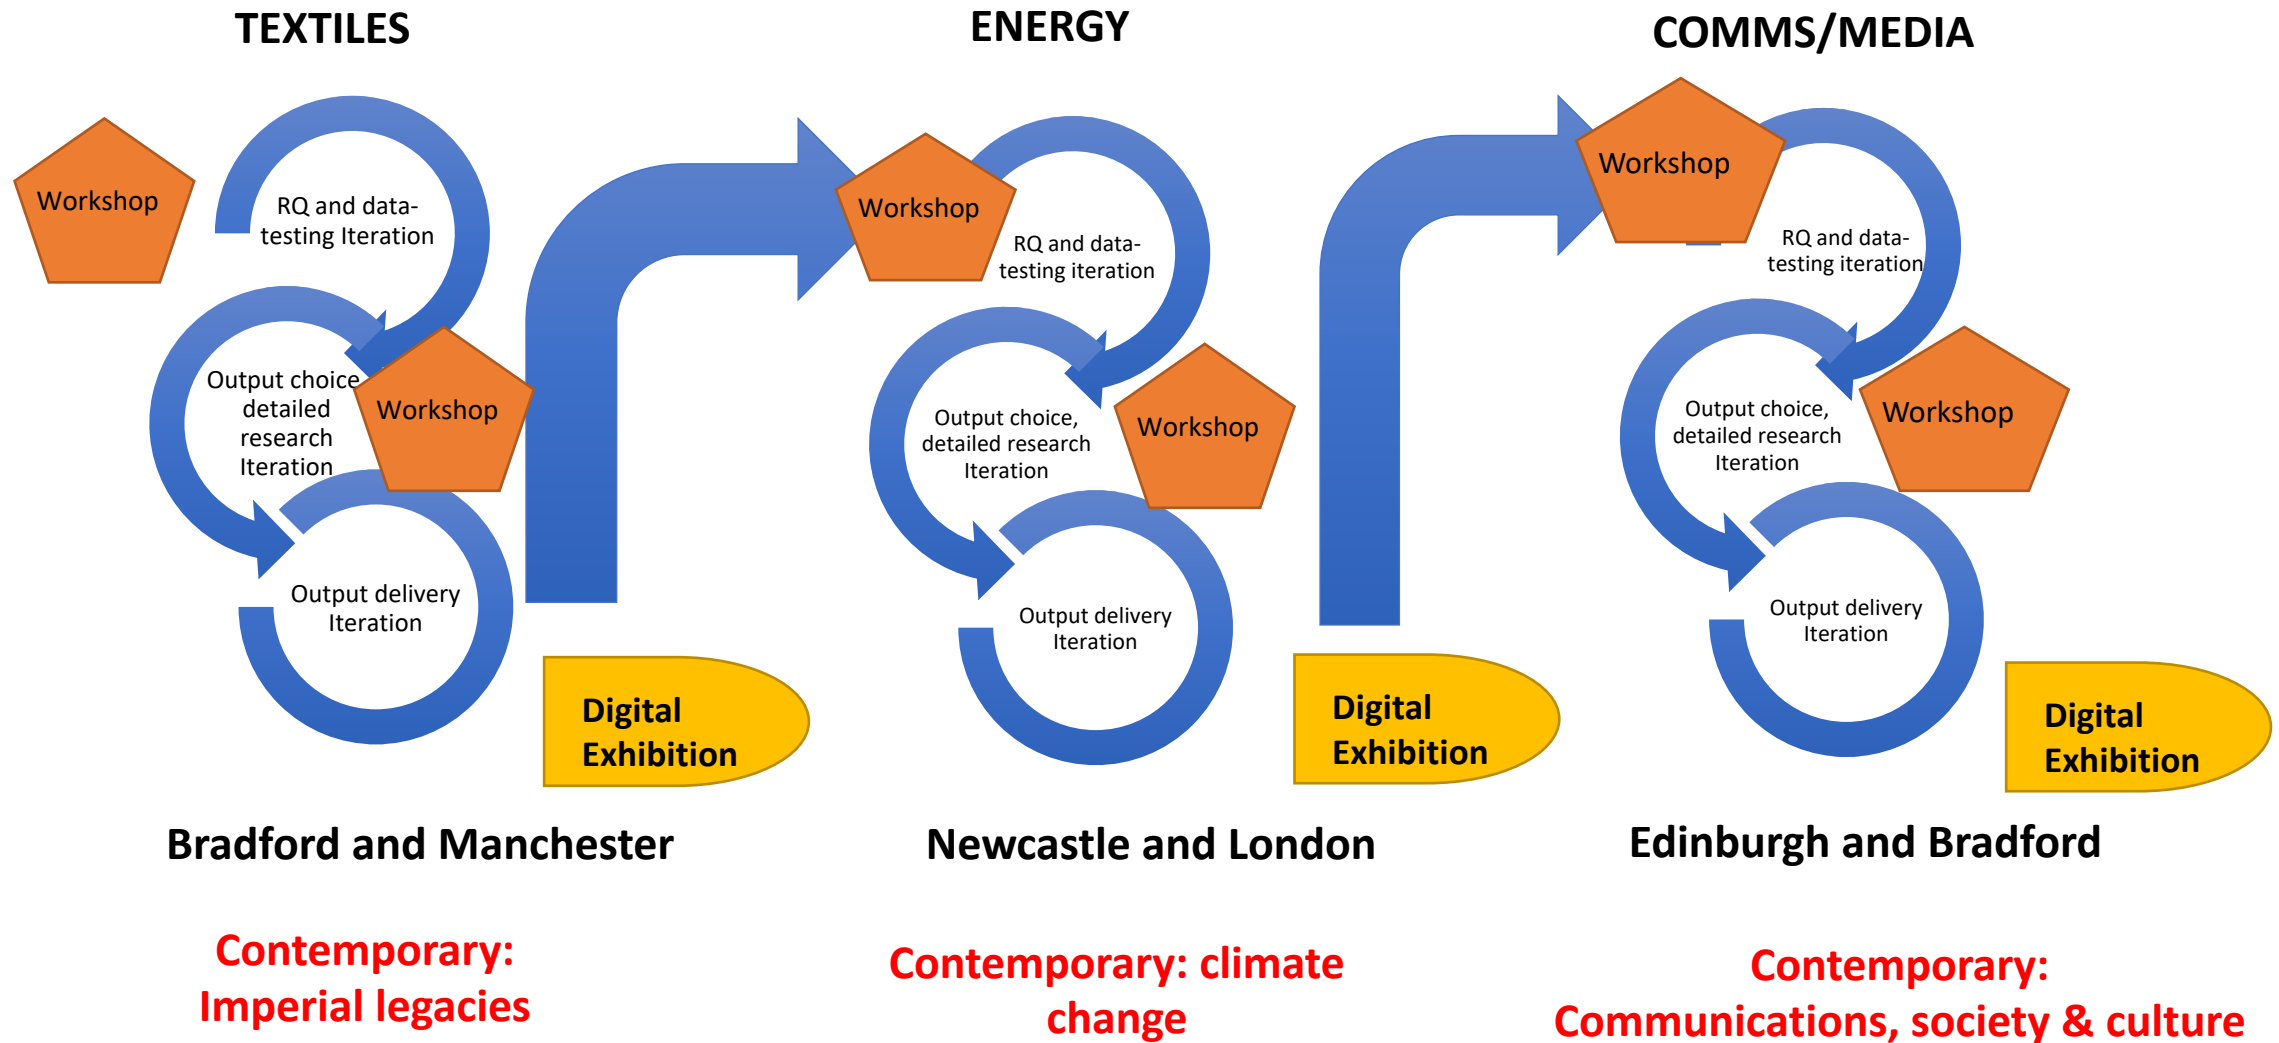 TEXTILES
Workshop
RQ and data-
testing Iteration
Output choice
detailed
research
Iteration
Workshop
Output delivery
Iteration
Digital
Exhibition
Bradford and Manchester
Contemporary:
Imperial legacies
ENERGY
Workshop
RQ and data-
testing iteration
Output choice,
detailed research
Iteration
Workshop
Output delivery
Iteration
Digital
Exhibition
Newcastle and London
Contemporary: climate
change
COMMS/MEDIA
Workshop
RQ and data-
testing iteration
Output choice,
detailed research
Iteration
Workshop
Output delivery
Iteration
Digital
Exhibition
Edinburgh and Bradford
Contemporary:
Communications, society & culture